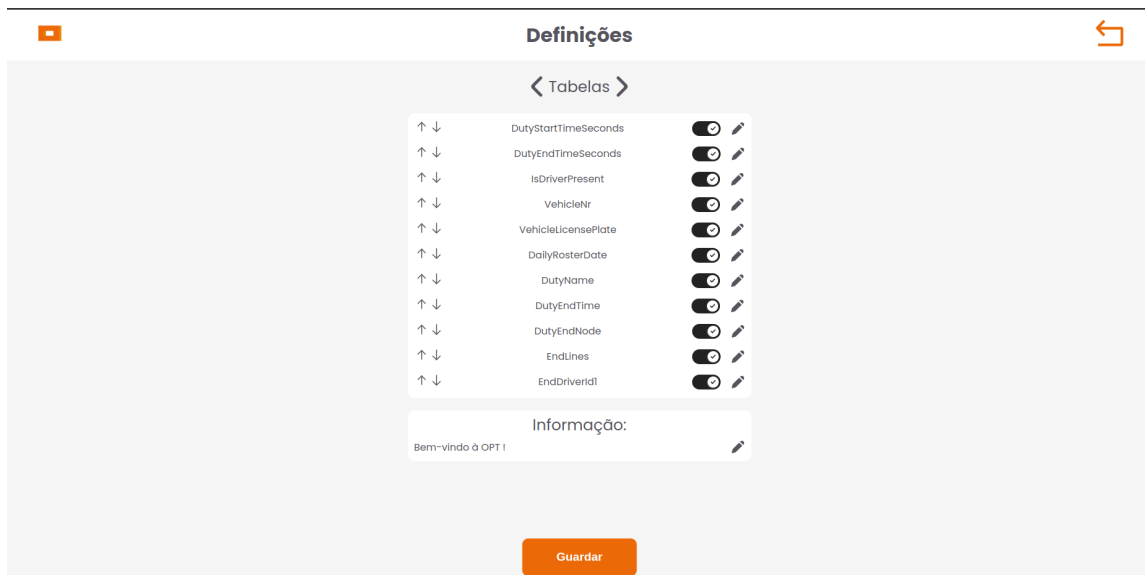 Definições
Tabelas
DutyStartTimeSeconds
DutyEndTimeSeconds
IsDriverPresent
VehicleNr
VehicleLicensePlate
DailyRosterDate
DutyName
DutyEndTime
DutyEndNode
EndLines
EndDriverId1
Informação:
Bem-vindo à OPT !
Guardar